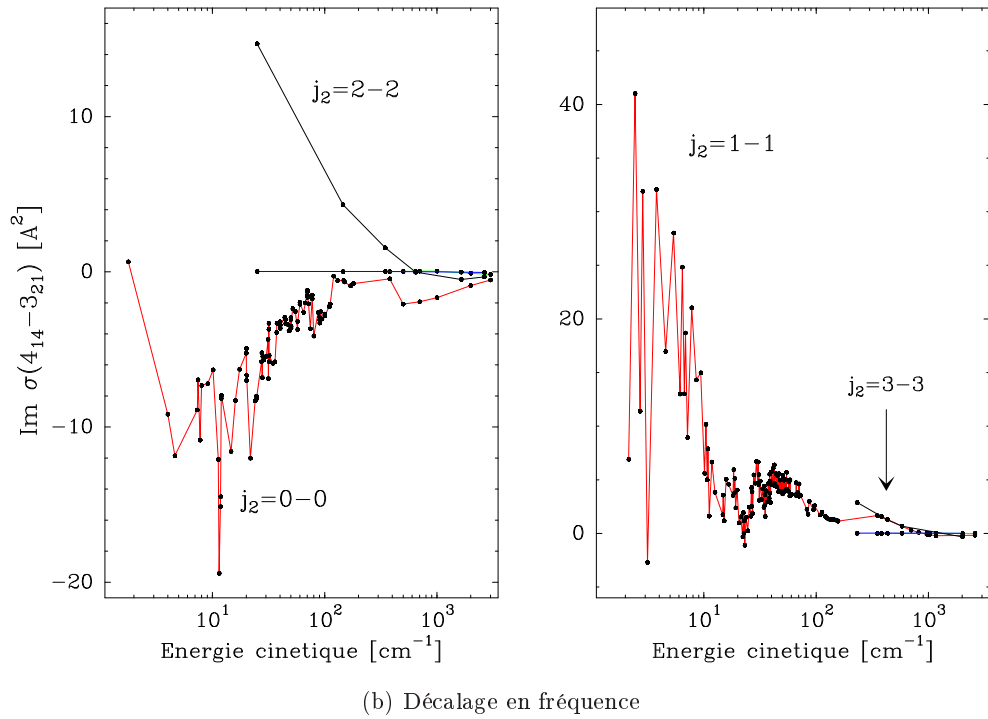 Im σ(4₁₄−3₂₁) [A²]
10
0
−10
−20
j₂=2−2
j₂=0−0
10¹ 10² 10³
Energie cinetique [cm⁻¹]
40
20
0
j₂=1−1
j₂=3−3
10¹ 10² 10³
Energie cinetique [cm⁻¹]
(b) Décalage en fréquence